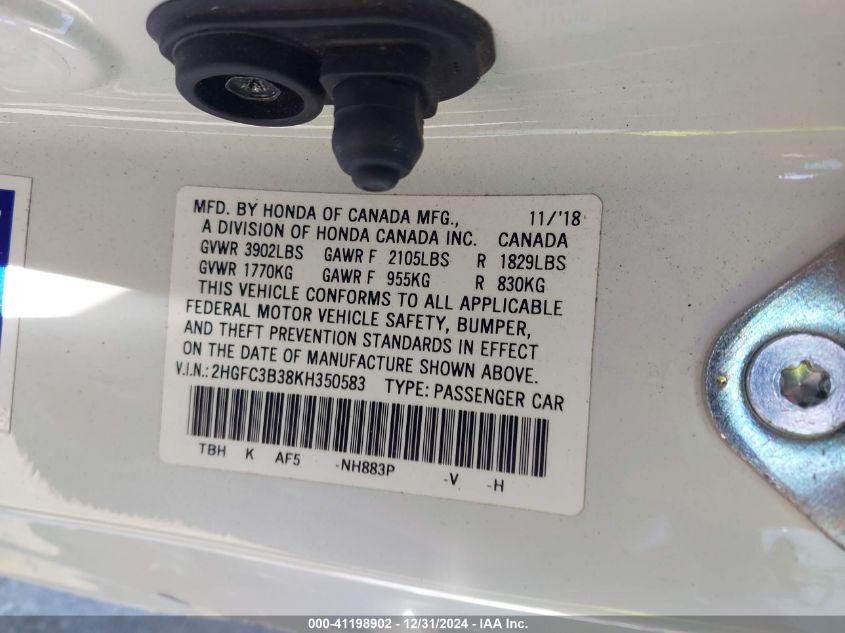 MFD. BY HONDA OF CANADA MFG., 11/'18
A DIVISION OF HONDA CANADA INC. CANADA
GVWR 3902LBS GAWR F 2105LBS R 1829LBS
GVWR 1770KG GAWR F 955KG R 830KG
THIS VEHICLE CONFORMS TO ALL APPLICABLE
FEDERAL MOTOR VEHICLE SAFETY, BUMPER,
AND THEFT PREVENTION STANDARDS IN EFFECT
ON THE DATE OF MANUFACTURE SHOWN ABOVE.
V.I.N.: 2HGFC3B38KH350583 TYPE: PASSENGER CAR
TBH K AF5 -NH883P -V -H
000-41198902 - 12/31/2024 - IAA Inc.